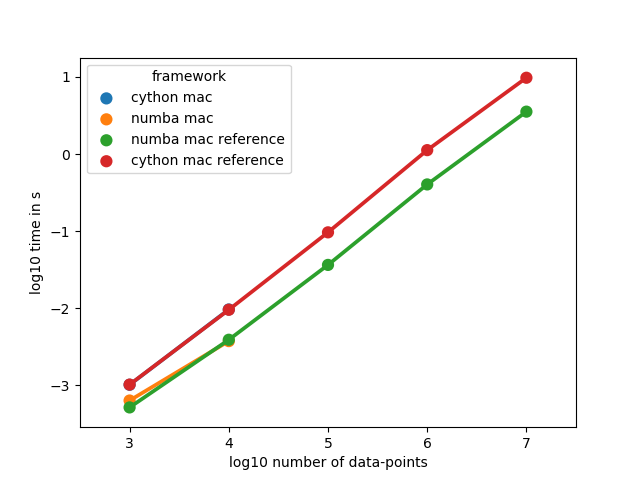 framework
cython mac
numba mac
numba mac reference
cython mac reference
1
0
−1
−2
−3
log10 time in s
3 4 5 6 7
log10 number of data-points